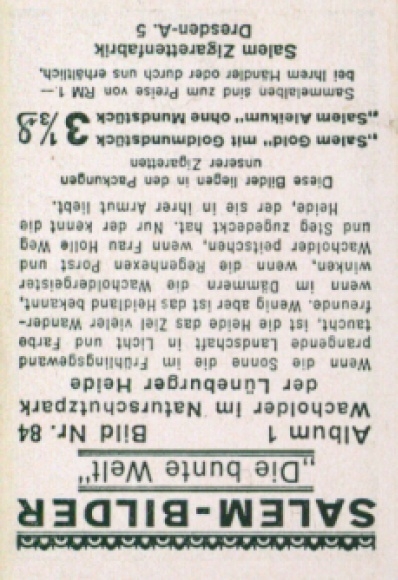 SALEM-BILDER
„Die bunte Welt"
Album 1 Bild Nr. 84
Wacholder im Naturschutzpark
der Lüneburger Heide
Wenn die Sonne die im Frühlingsgewand
prangende Landschaft in Licht und Farbe
taucht, ist die Heide das Ziel vieler Wander-
freunde. Wenig aber ist das Heidland bekannt,
wenn im Dämmern die Wacholdergeister
winken, wenn die Regenhexen Porst und
Wacholder peitschen, wenn Frau Holle Weg
und Steg zugedeckt hat. Nur der kennt die
Heide, der sie in ihrer Armut liebt.
Diese Bilder liegen in den Packungen
unserer Zigaretten
„Salem Gold" mit Goldmundstück
„Salem Aleikum" ohne Mundstück 3⅓ ₰
Sammelalben sind zum Preise von RM 1.—
bei Ihrem Händler oder durch uns erhältlich.
Salem Zigarettenfabrik
Dresden-A. 5